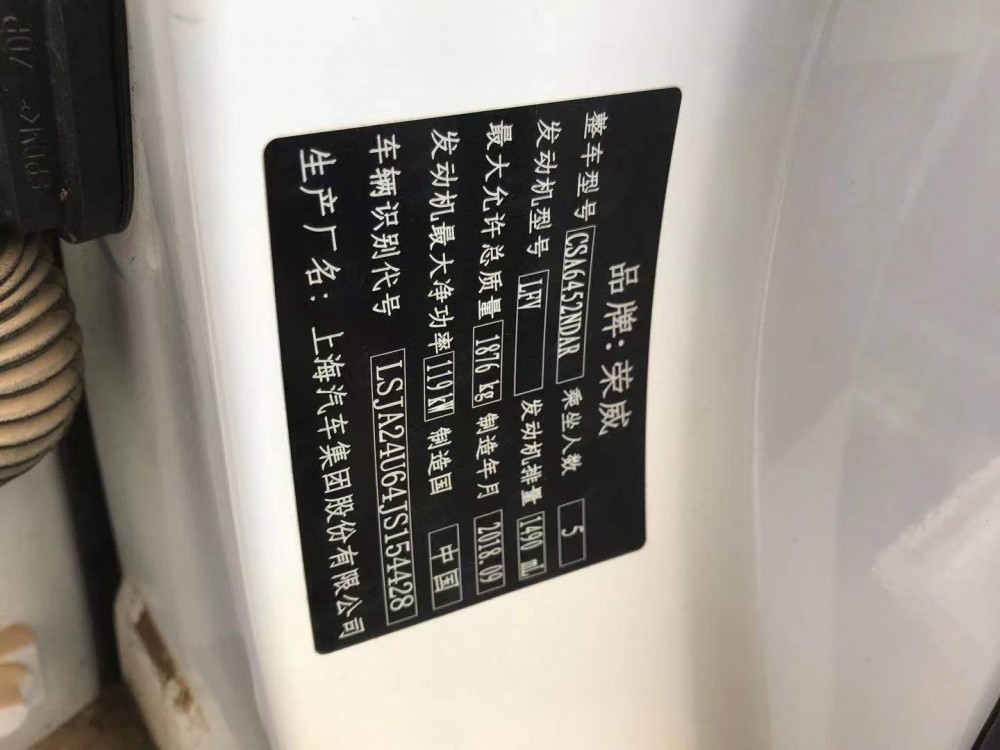 品牌: 荣威
整车型号 CSA6452NDAR 乘坐人数 5
发动机型号 LFV 发动机排量 1490 mL
最大允许总质量 1876 kg 制造年月 2018.09
发动机最大净功率 119 kW 制造国 中国
车辆识别代号 LSJA24U64JS154428
生产厂名: 上海汽车集团股份有限公司